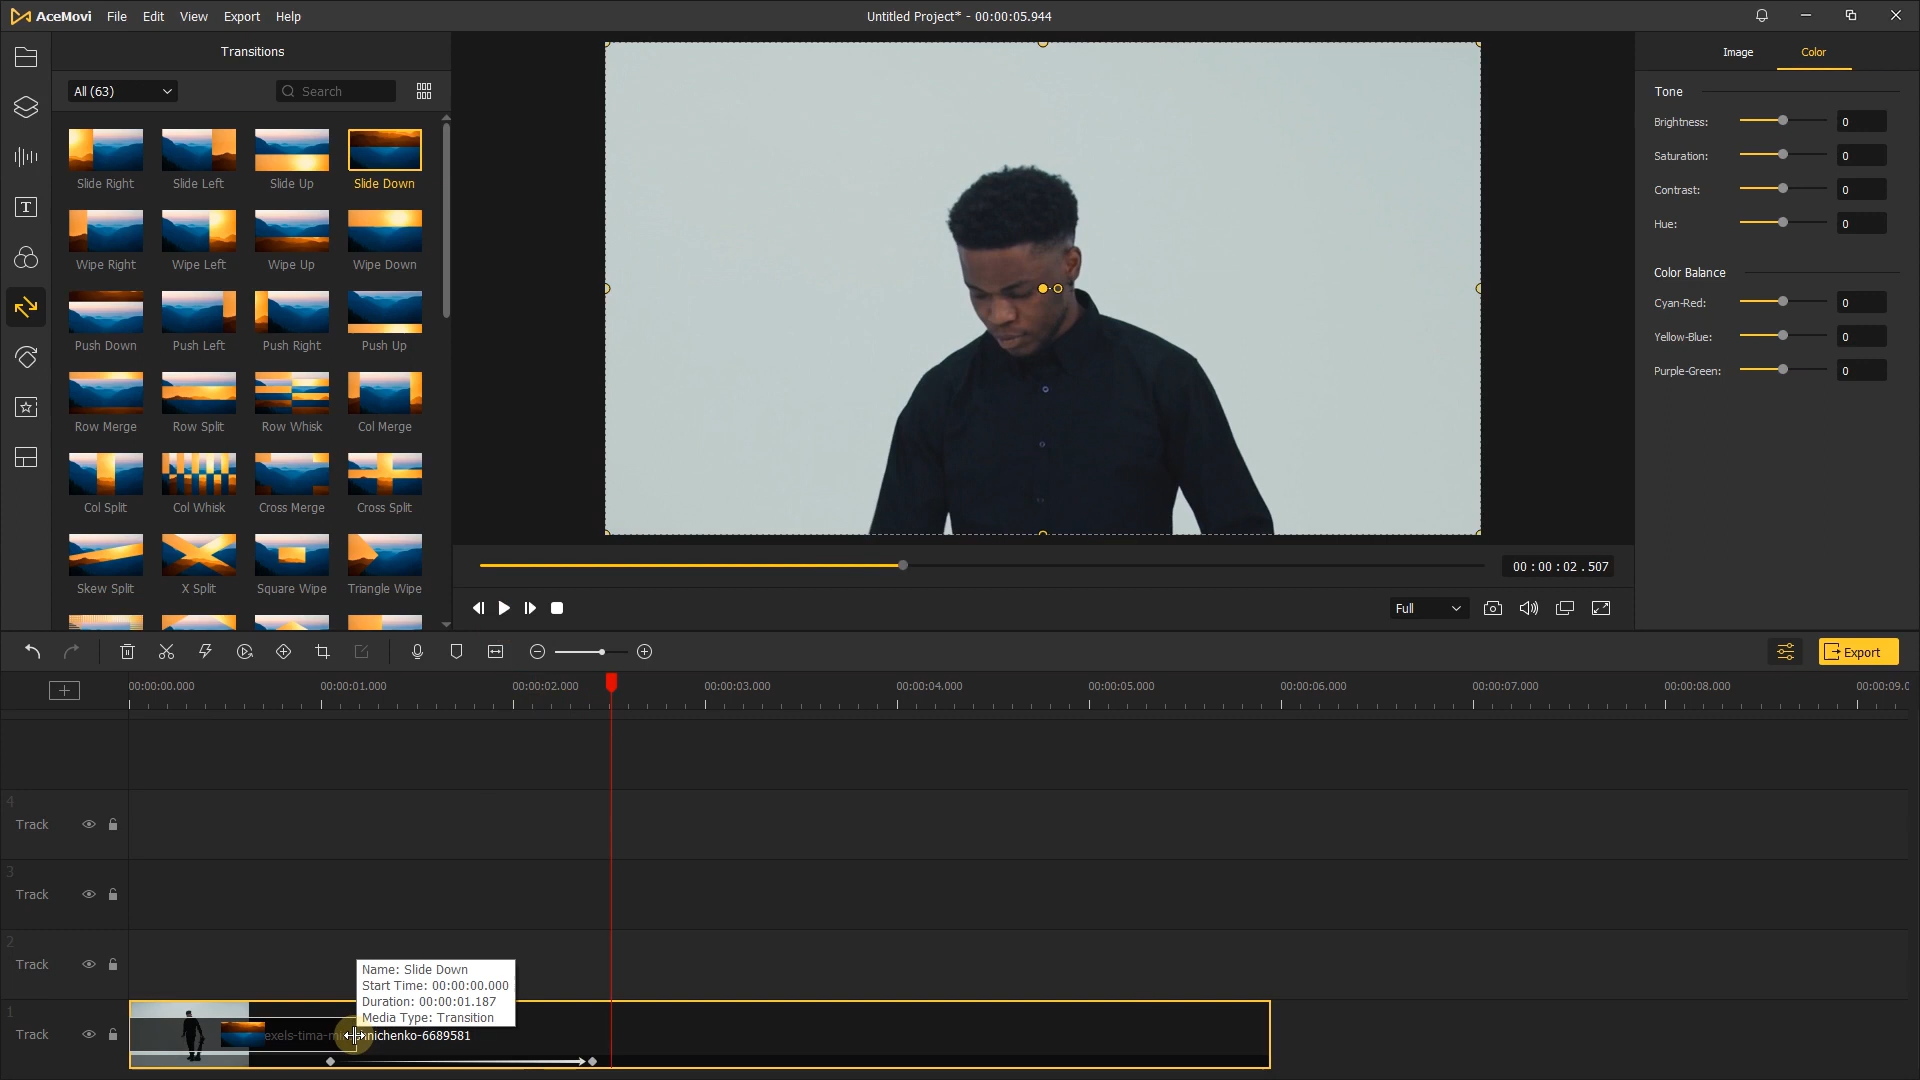 AceMovi File Edit View Export Help
Untitled Project* - 00:00:05.944
Transitions
All (63)
Search
Slide Right Slide Left Slide Up Slide Down
Wipe Right Wipe Left Wipe Up Wipe Down
Push Down Push Left Push Right Push Up
Row Merge Row Split Row Whisk Col Merge
Col Split Col Whisk Cross Merge Cross Split
Skew Split X Split Square Wipe Triangle Wipe
00 : 00 : 02 .507
Full
Image Color
Tone
Brightness: 0
Saturation: 0
Contrast: 0
Hue: 0
Color Balance
Cyan-Red: 0
Yellow-Blue: 0
Purple-Green: 0
Export
00:00:00.000 00:00:01.000 00:00:02.000 00:00:03.000 00:00:04.000 00:00:05.000 00:00:06.000 00:00:07.000 00:00:08.000 00:00:09.0
4
Track
3
Track
2
Track
1
Track
Name: Slide Down
Start Time: 00:00:00.000
Duration: 00:00:01.187
Media Type: Transition